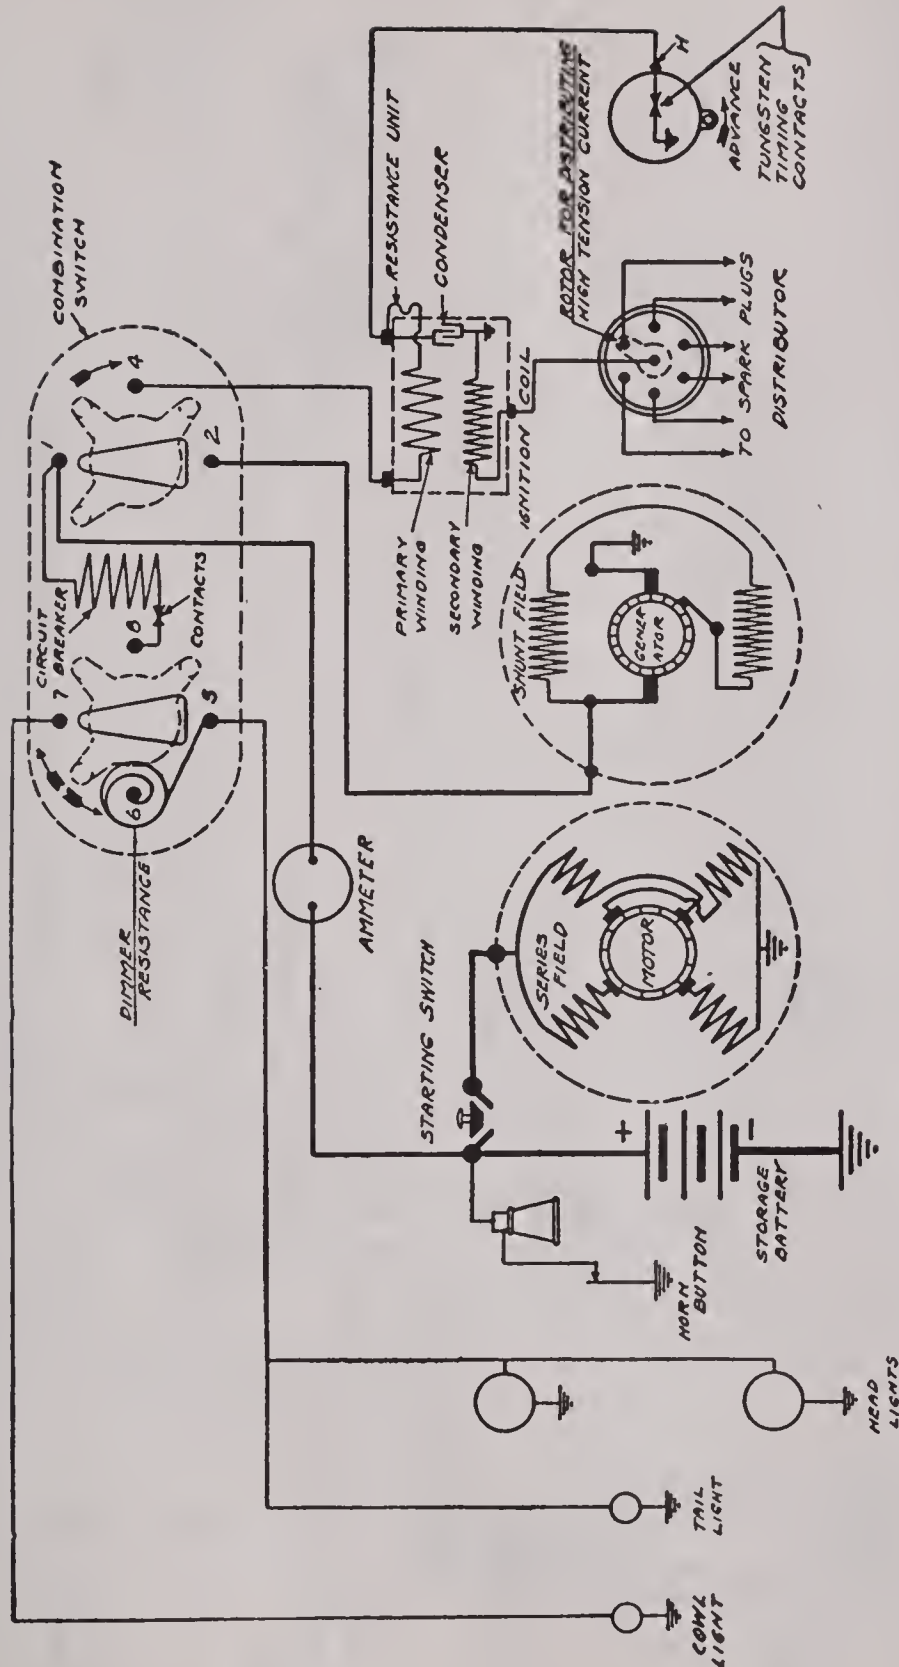 COMBINATION
SWITCH
1
4
2
CIRCUIT
BREAKER
7
8
CONTACTS
5
6
DIMMER
RESISTANCE
AMMETER
RESISTANCE UNIT
CONDENSER
PRIMARY
WINDING
SECONDARY
WINDING
IGNITION COIL
ROTOR FOR DISTRIBUTING
HIGH TENSION CURRENT
H
ADVANCE
TUNGSTEN
TIMING
CONTACTS
TO SPARK PLUGS
DISTRIBUTOR
SHUNT FIELD
GENER
ATOR
SERIES
FIELD
MOTOR
STARTING SWITCH
+
-
STORAGE
BATTERY
HORN
BUTTON
HEAD
LIGHTS
TAIL
LIGHT
COWL
LIGHT